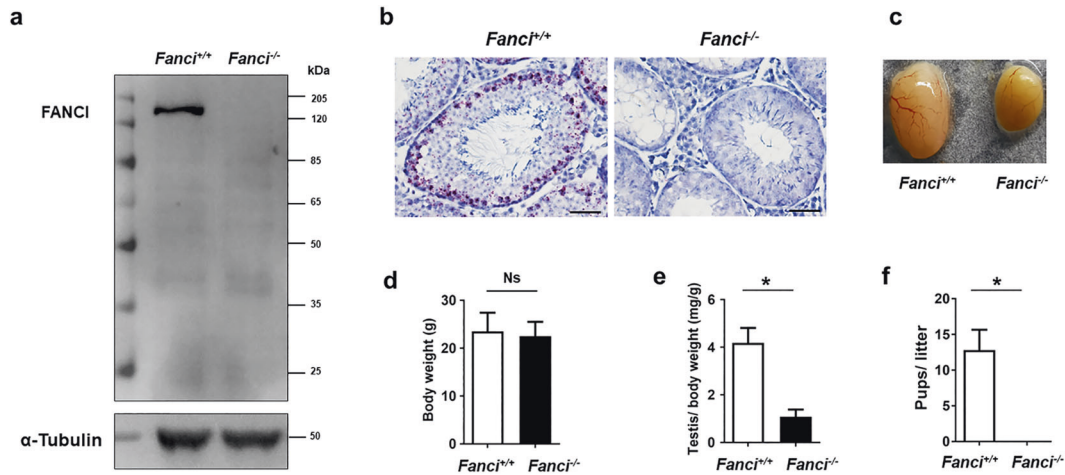 a
Fanci+/+ Fanci-/-
kDa
FANCI
205
120
85
65
50
35
25
α-Tubulin
50
b
Fanci+/+ Fanci-/-
c
Fanci+/+ Fanci-/-
d
Ns
Body weight (g)
30
20
10
0
Fanci+/+ Fanci-/-
e
*
Testis/ body weight (mg/g)
6
4
2
0
Fanci+/+ Fanci-/-
f
*
Pups/ litter
20
15
10
5
0
Fanci+/+ Fanci-/-